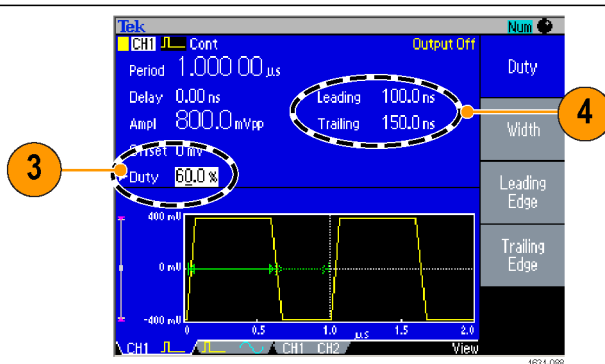 Tek
Num
CH1 Cont
Output Off
Period 1.000 00 µs
Delay 0.00 ns
Leading 100.0 ns
Ampl 800.0 mVpp
Trailing 150.0 ns
Offset 0 mV
Duty 60.0 %
3
4
Duty
Width
Leading
Edge
Trailing
Edge
400 mV
0 mV
-400 mV
0 0.5 1.0 µs 1.5 2.0
CH1 CH1 CH2 View
1631 088